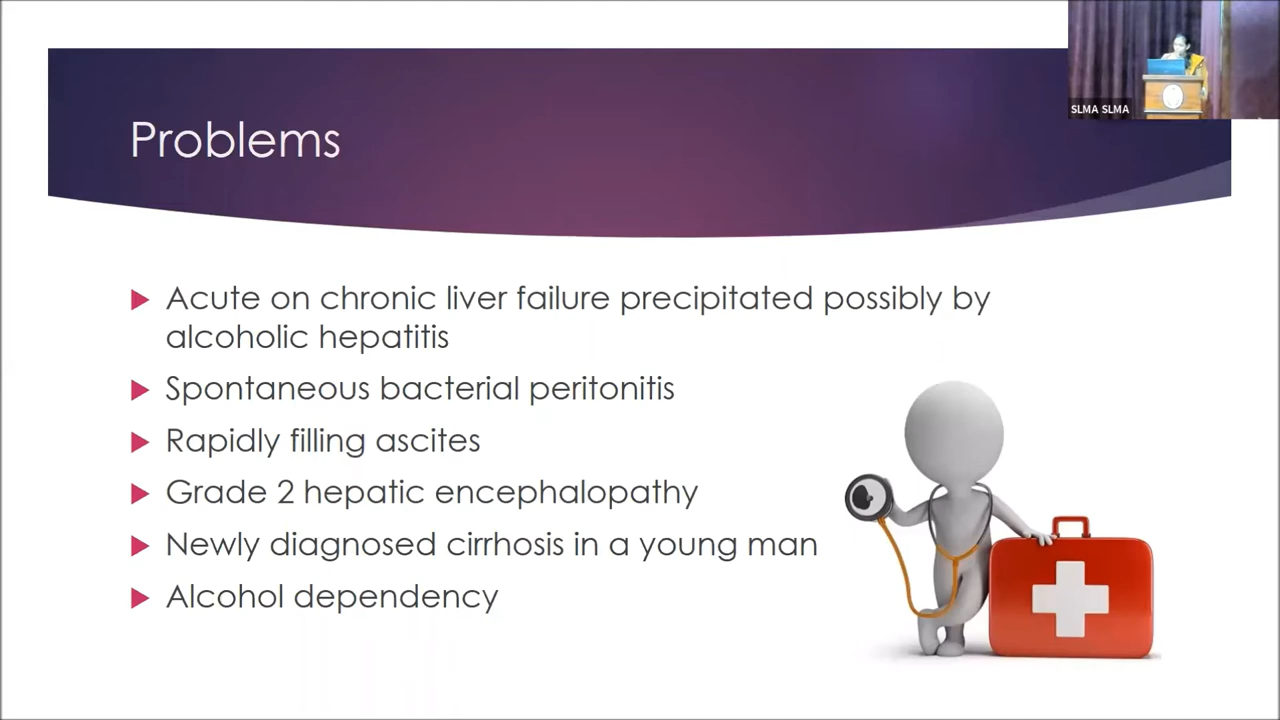 SLMA SLMA
Problems
Acute on chronic liver failure precipitated possibly by
alcoholic hepatitis
Spontaneous bacterial peritonitis
Rapidly filling ascites
Grade 2 hepatic encephalopathy
Newly diagnosed cirrhosis in a young man
Alcohol dependency